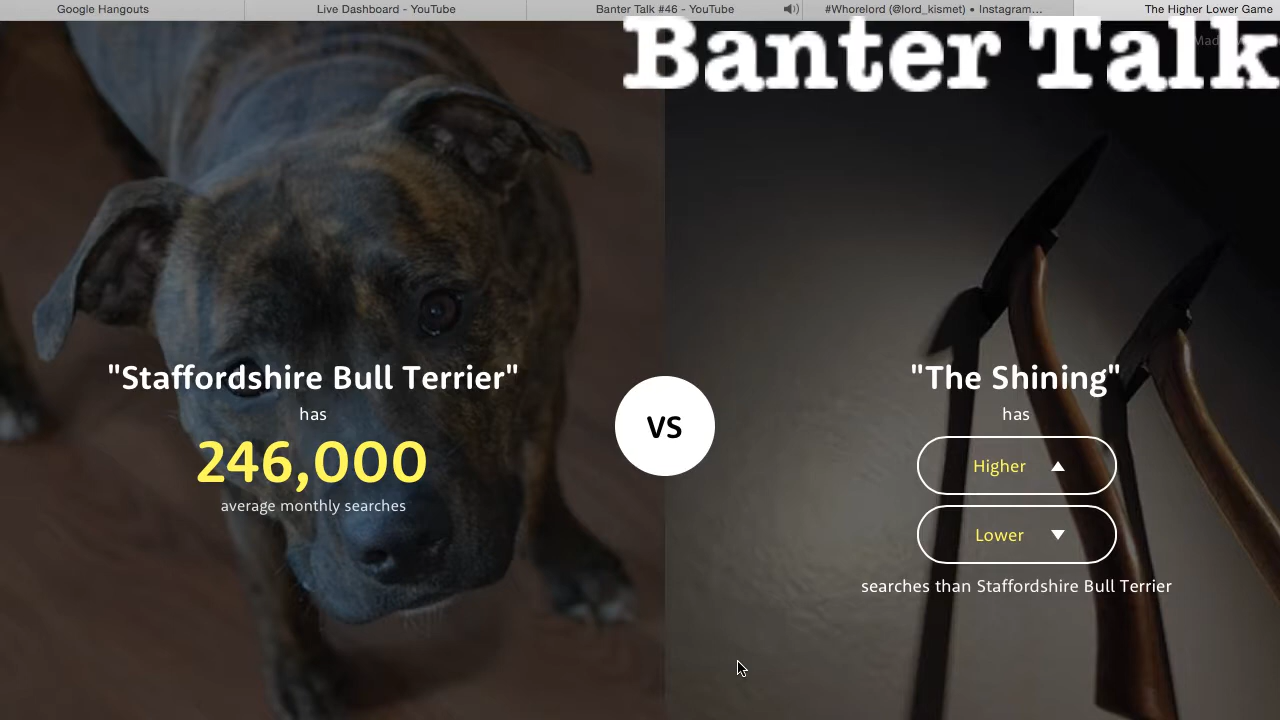 Google Hangouts
Live Dashboard - YouTube
Banter Talk #46 - YouTube
#Whorelord (@lord_kismet) • Instagram...
The Higher Lower Game
Banter Talk
"Staffordshire Bull Terrier"
has
246,000
average monthly searches
VS
"The Shining"
has
Higher
Lower
searches than Staffordshire Bull Terrier